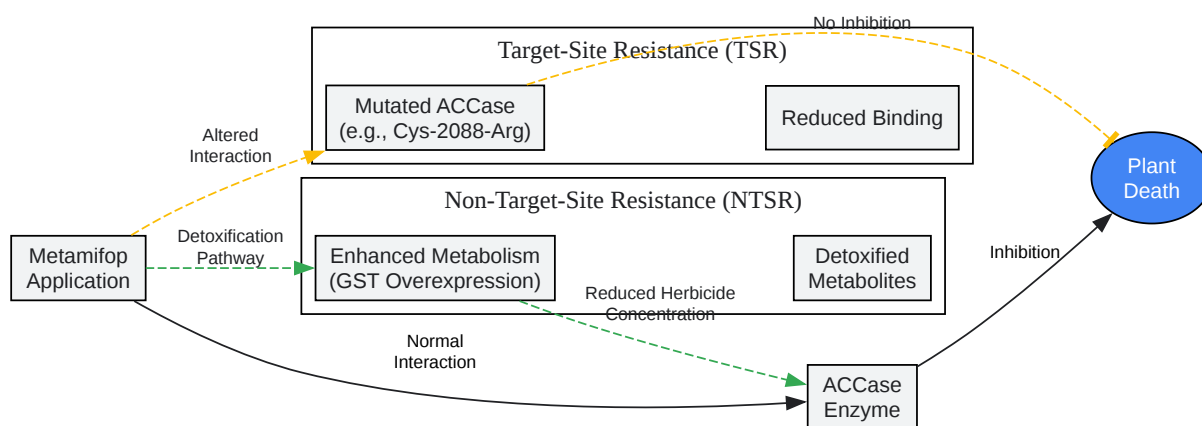 No Inhibition
Target-Site Resistance (TSR)
Mutated ACCase
(e.g., Cys-2088-Arg)
Reduced Binding
Altered
Interaction
Plant
Death
Non-Target-Site Resistance (NTSR)
Detoxification
Pathway
Metamifop
Application
Enhanced Metabolism
(GST Overexpression)
Detoxified
Metabolites
Inhibition
Reduced Herbicide
Concentration
Normal
Interaction
ACCase
Enzyme